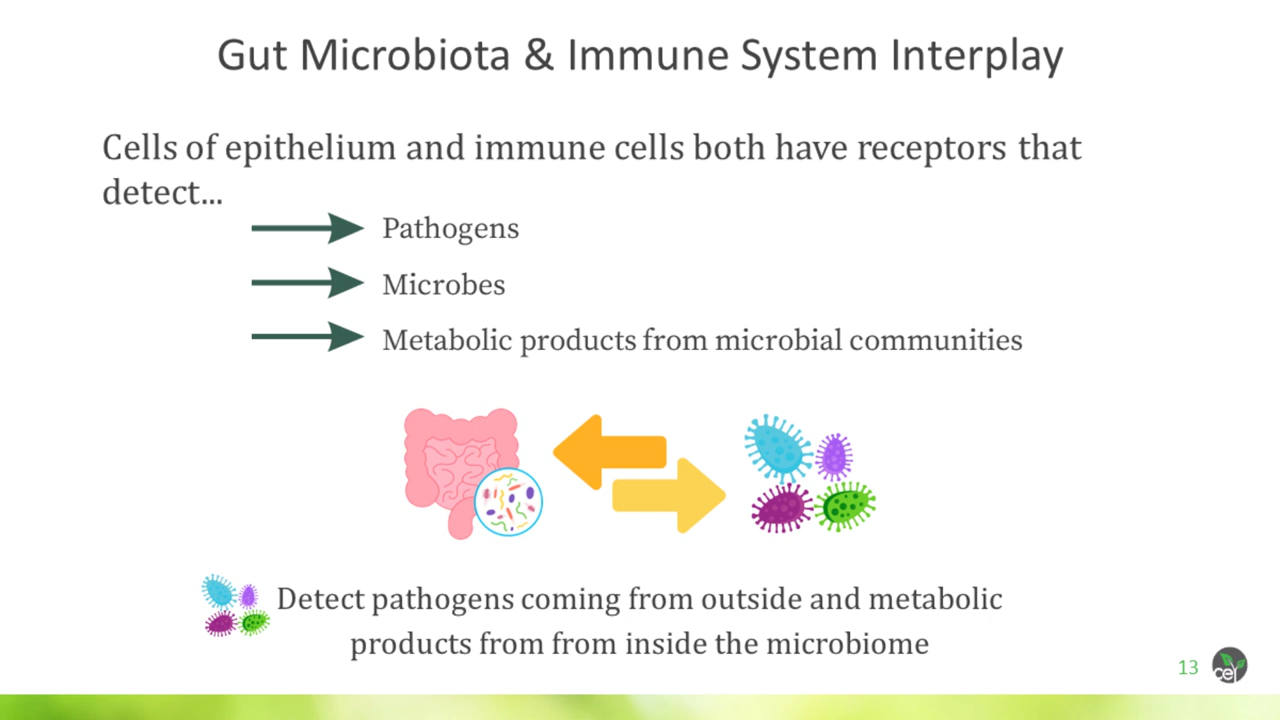 Gut Microbiota & Immune System Interplay
Cells of epithelium and immune cells both have receptors that
detect...
Pathogens
Microbes
Metabolic products from microbial communities
Detect pathogens coming from outside and metabolic
products from from inside the microbiome
13
cey